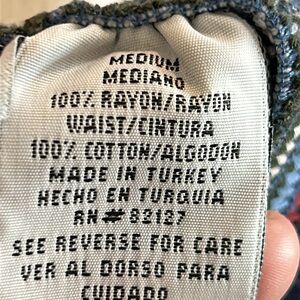 MEDIUM
MEDIANO
100% RAYON/RAYON
WAIST/CINTURA
100% COTTON/ALGODON
MADE IN TURKEY
HECHO EN TURQUIA
RN# 83127
SEE REVERSE FOR CARE
VER AL DORSO PARA
CUIDADO